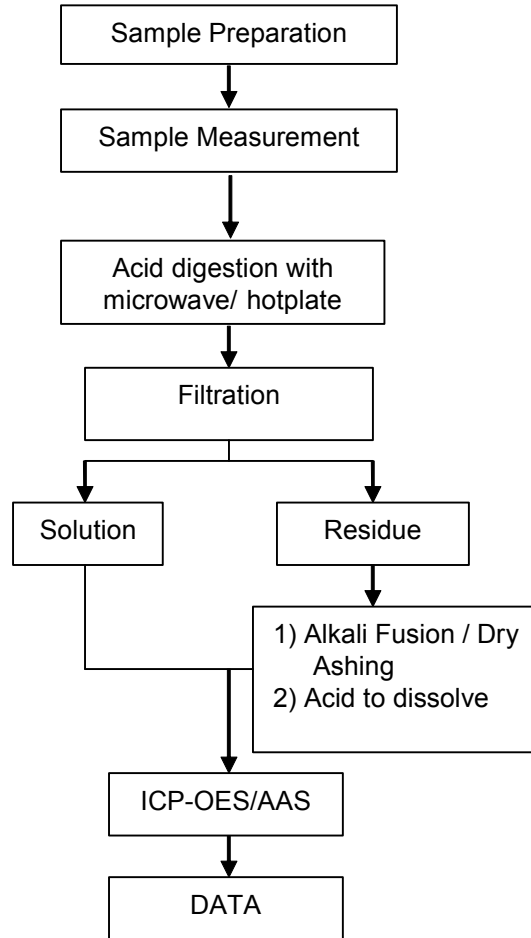 Sample Preparation
Sample Measurement
Acid digestion with
microwave/ hotplate
Filtration
Solution
Residue
1) Alkali Fusion / Dry
Ashing
2) Acid to dissolve
ICP-OES/AAS
DATA